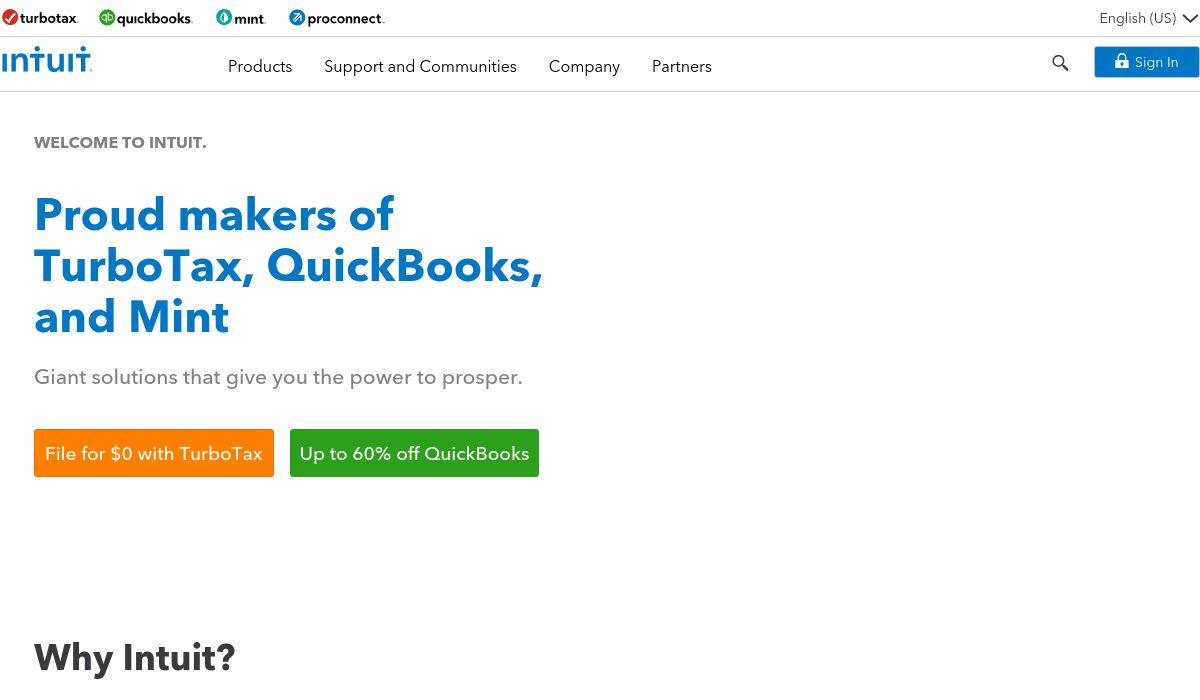 turbotax. quickbooks. mint. proconnect. English (US)
intuit. Products Support and Communities Company Partners Sign In
WELCOME TO INTUIT.
Proud makers of
TurboTax, QuickBooks,
and Mint
Giant solutions that give you the power to prosper.
File for $0 with TurboTax Up to 60% off QuickBooks
Why Intuit?